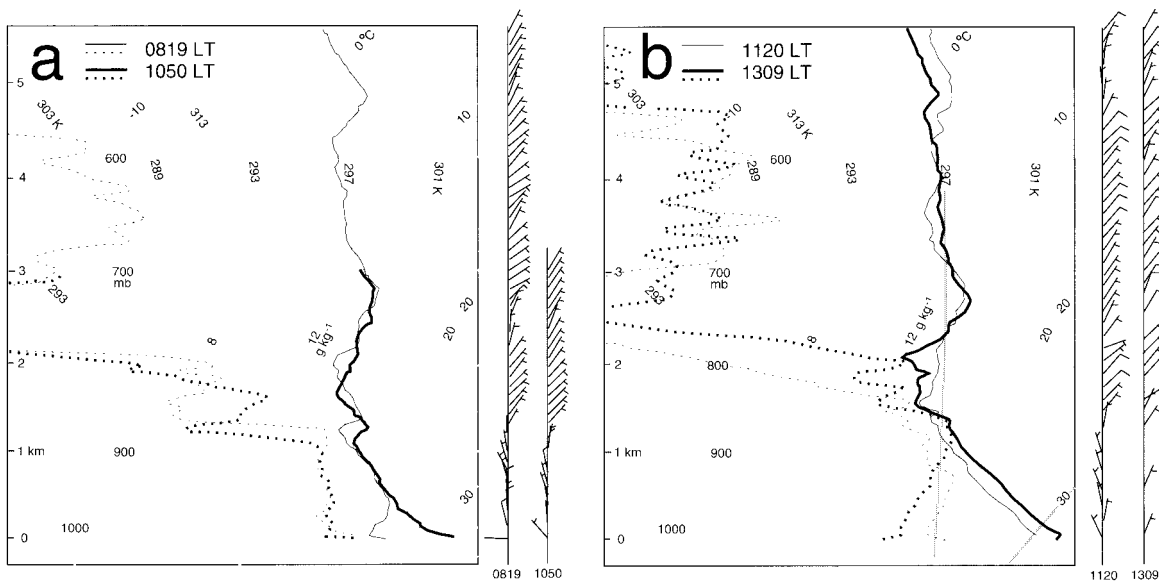 a
0819 LT
1050 LT
0 °C
5
303 K
-10
313
10
600
289
293
297
301 K
4
3
700
mb
293
20
20
8
12
g kg⁻¹
2
1 km
900
30
1000
0
0819
1050
b
1120 LT
1309 LT
0 °C
5
303
-10
313 K
10
600
289
293
297
301 K
4
3
700
mb
293
20
20
8
12 g kg⁻¹
2
800
1 km
900
30
1000
0
1120
1309